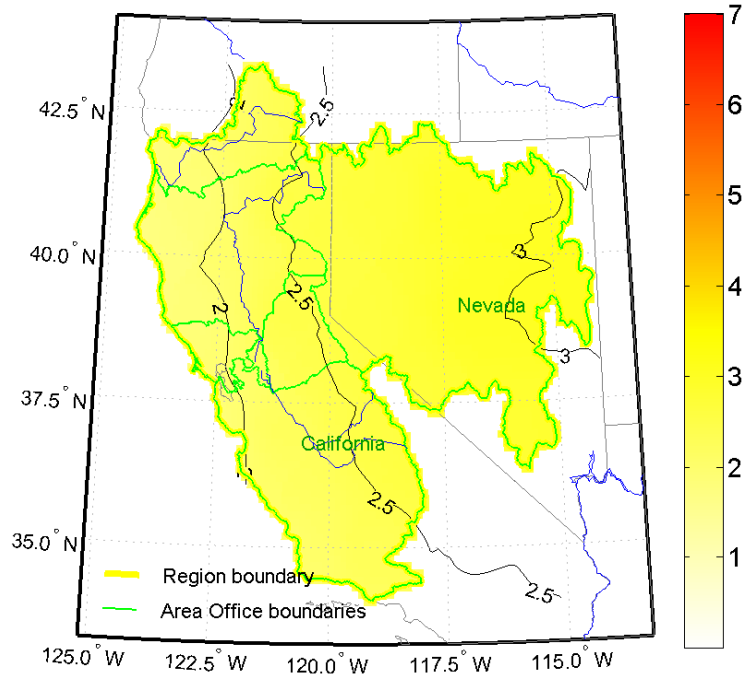 7
6
5
4
3
2
1
42.5° N
40.0° N
37.5° N
35.0° N
125.0° W
122.5° W
120.0° W
117.5° W
115.0° W
2.5
3
2.5
2
3
2.5
2.5
Nevada
California
Region boundary
Area Office boundaries